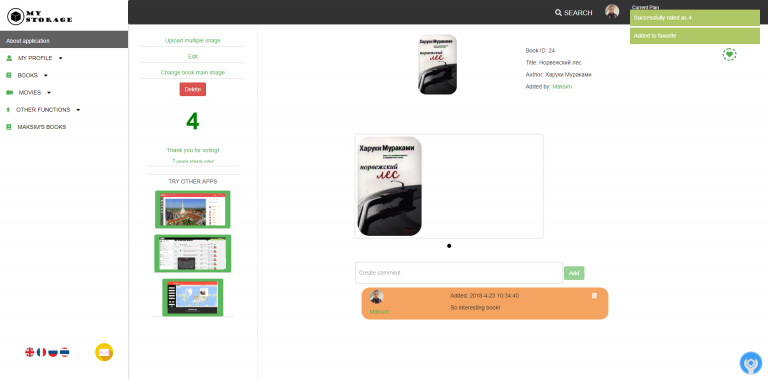 MY
STORAGE
About application
MY PROFILE
BOOKS
MOVIES
OTHER FUNCTIONS
MAKSIM'S BOOKS
SEARCH
Current Plan
Successfully rated as 4
Added to favorite
Upload multiple image
Edit
Change book main image
Delete
4
Thank you for voting!
1 people already voted
TRY OTHER APPS
Харуки Мураками
норвежский
лес
Book ID: 24
Title: Норвежский лес
Author: Харуки Мураками
Added by: Maksim
Харуки Мураками
норвежский
лес
Create comment
Add
Maksim
Added: 2018-4-23 10:34:40
So interesting book!